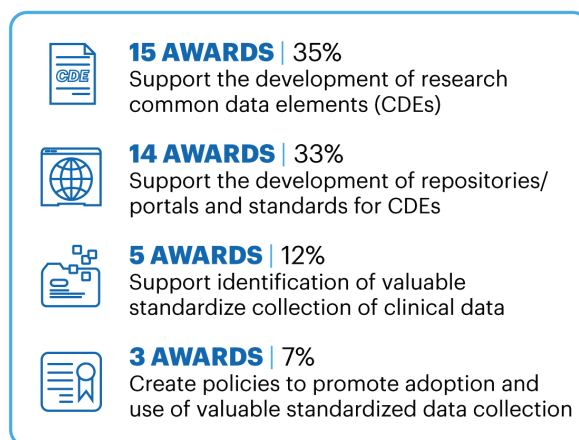 CDE
15 AWARDS | 35%
Support the development of research
common data elements (CDEs)
14 AWARDS | 33%
Support the development of repositories/
portals and standards for CDEs
5 AWARDS | 12%
Support identification of valuable
standardize collection of clinical data
3 AWARDS | 7%
Create policies to promote adoption and
use of valuable standardized data collection